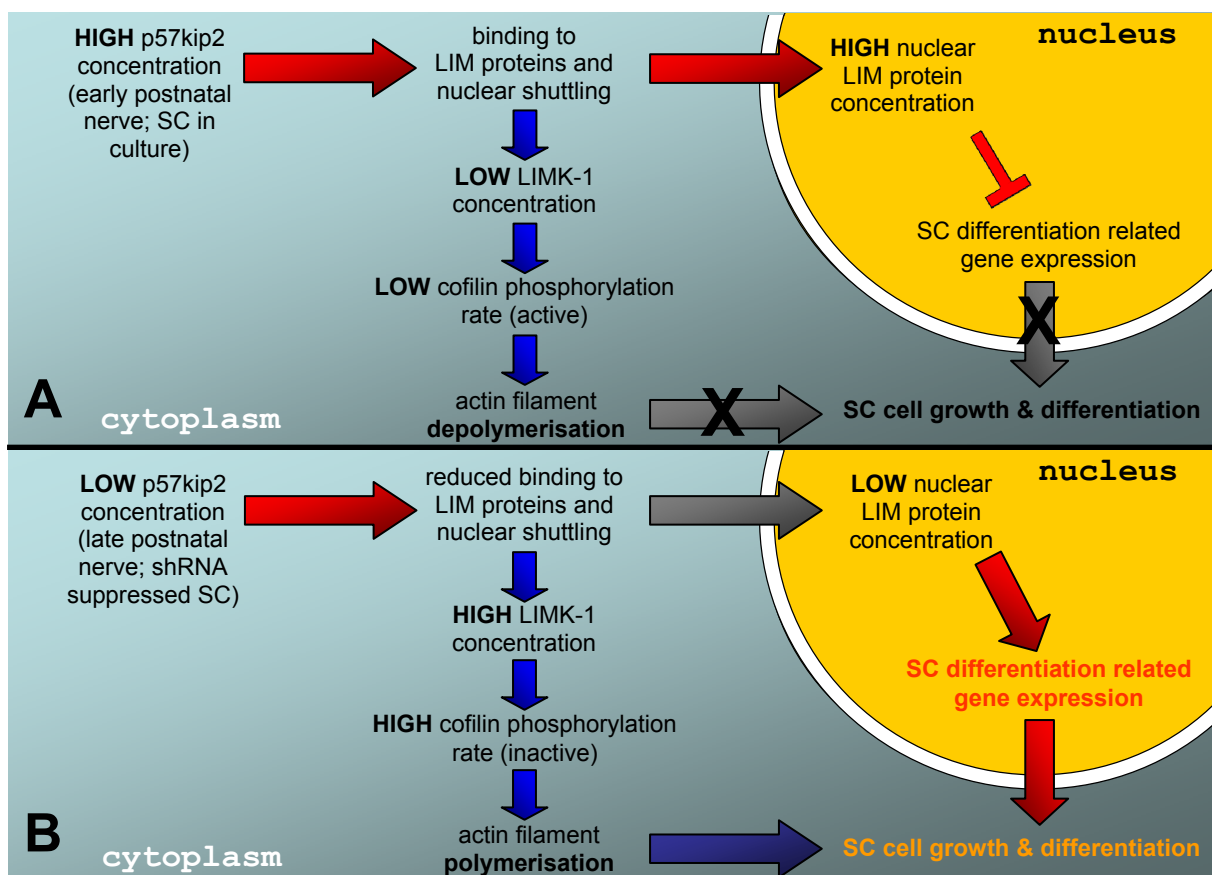 HIGH p57kip2
concentration
(early postnatal
nerve; SC in
culture)
binding to
LIM proteins and
nuclear shuttling
LOW LIMK-1
concentration
LOW cofilin phosphorylation
rate (active)
actin filament
depolymerisation
X
nucleus
HIGH nuclear
LIM protein
concentration
SC differentiation related
gene expression
X
SC cell growth & differentiation
A
cytoplasm
LOW p57kip2
concentration
(late postnatal
nerve; shRNA
suppressed SC)
reduced binding to
LIM proteins and
nuclear shuttling
HIGH LIMK-1
concentration
HIGH cofilin phosphorylation
rate (inactive)
actin filament
polymerisation
nucleus
LOW nuclear
LIM protein
concentration
SC differentiation related
gene expression
SC cell growth & differentiation
B
cytoplasm